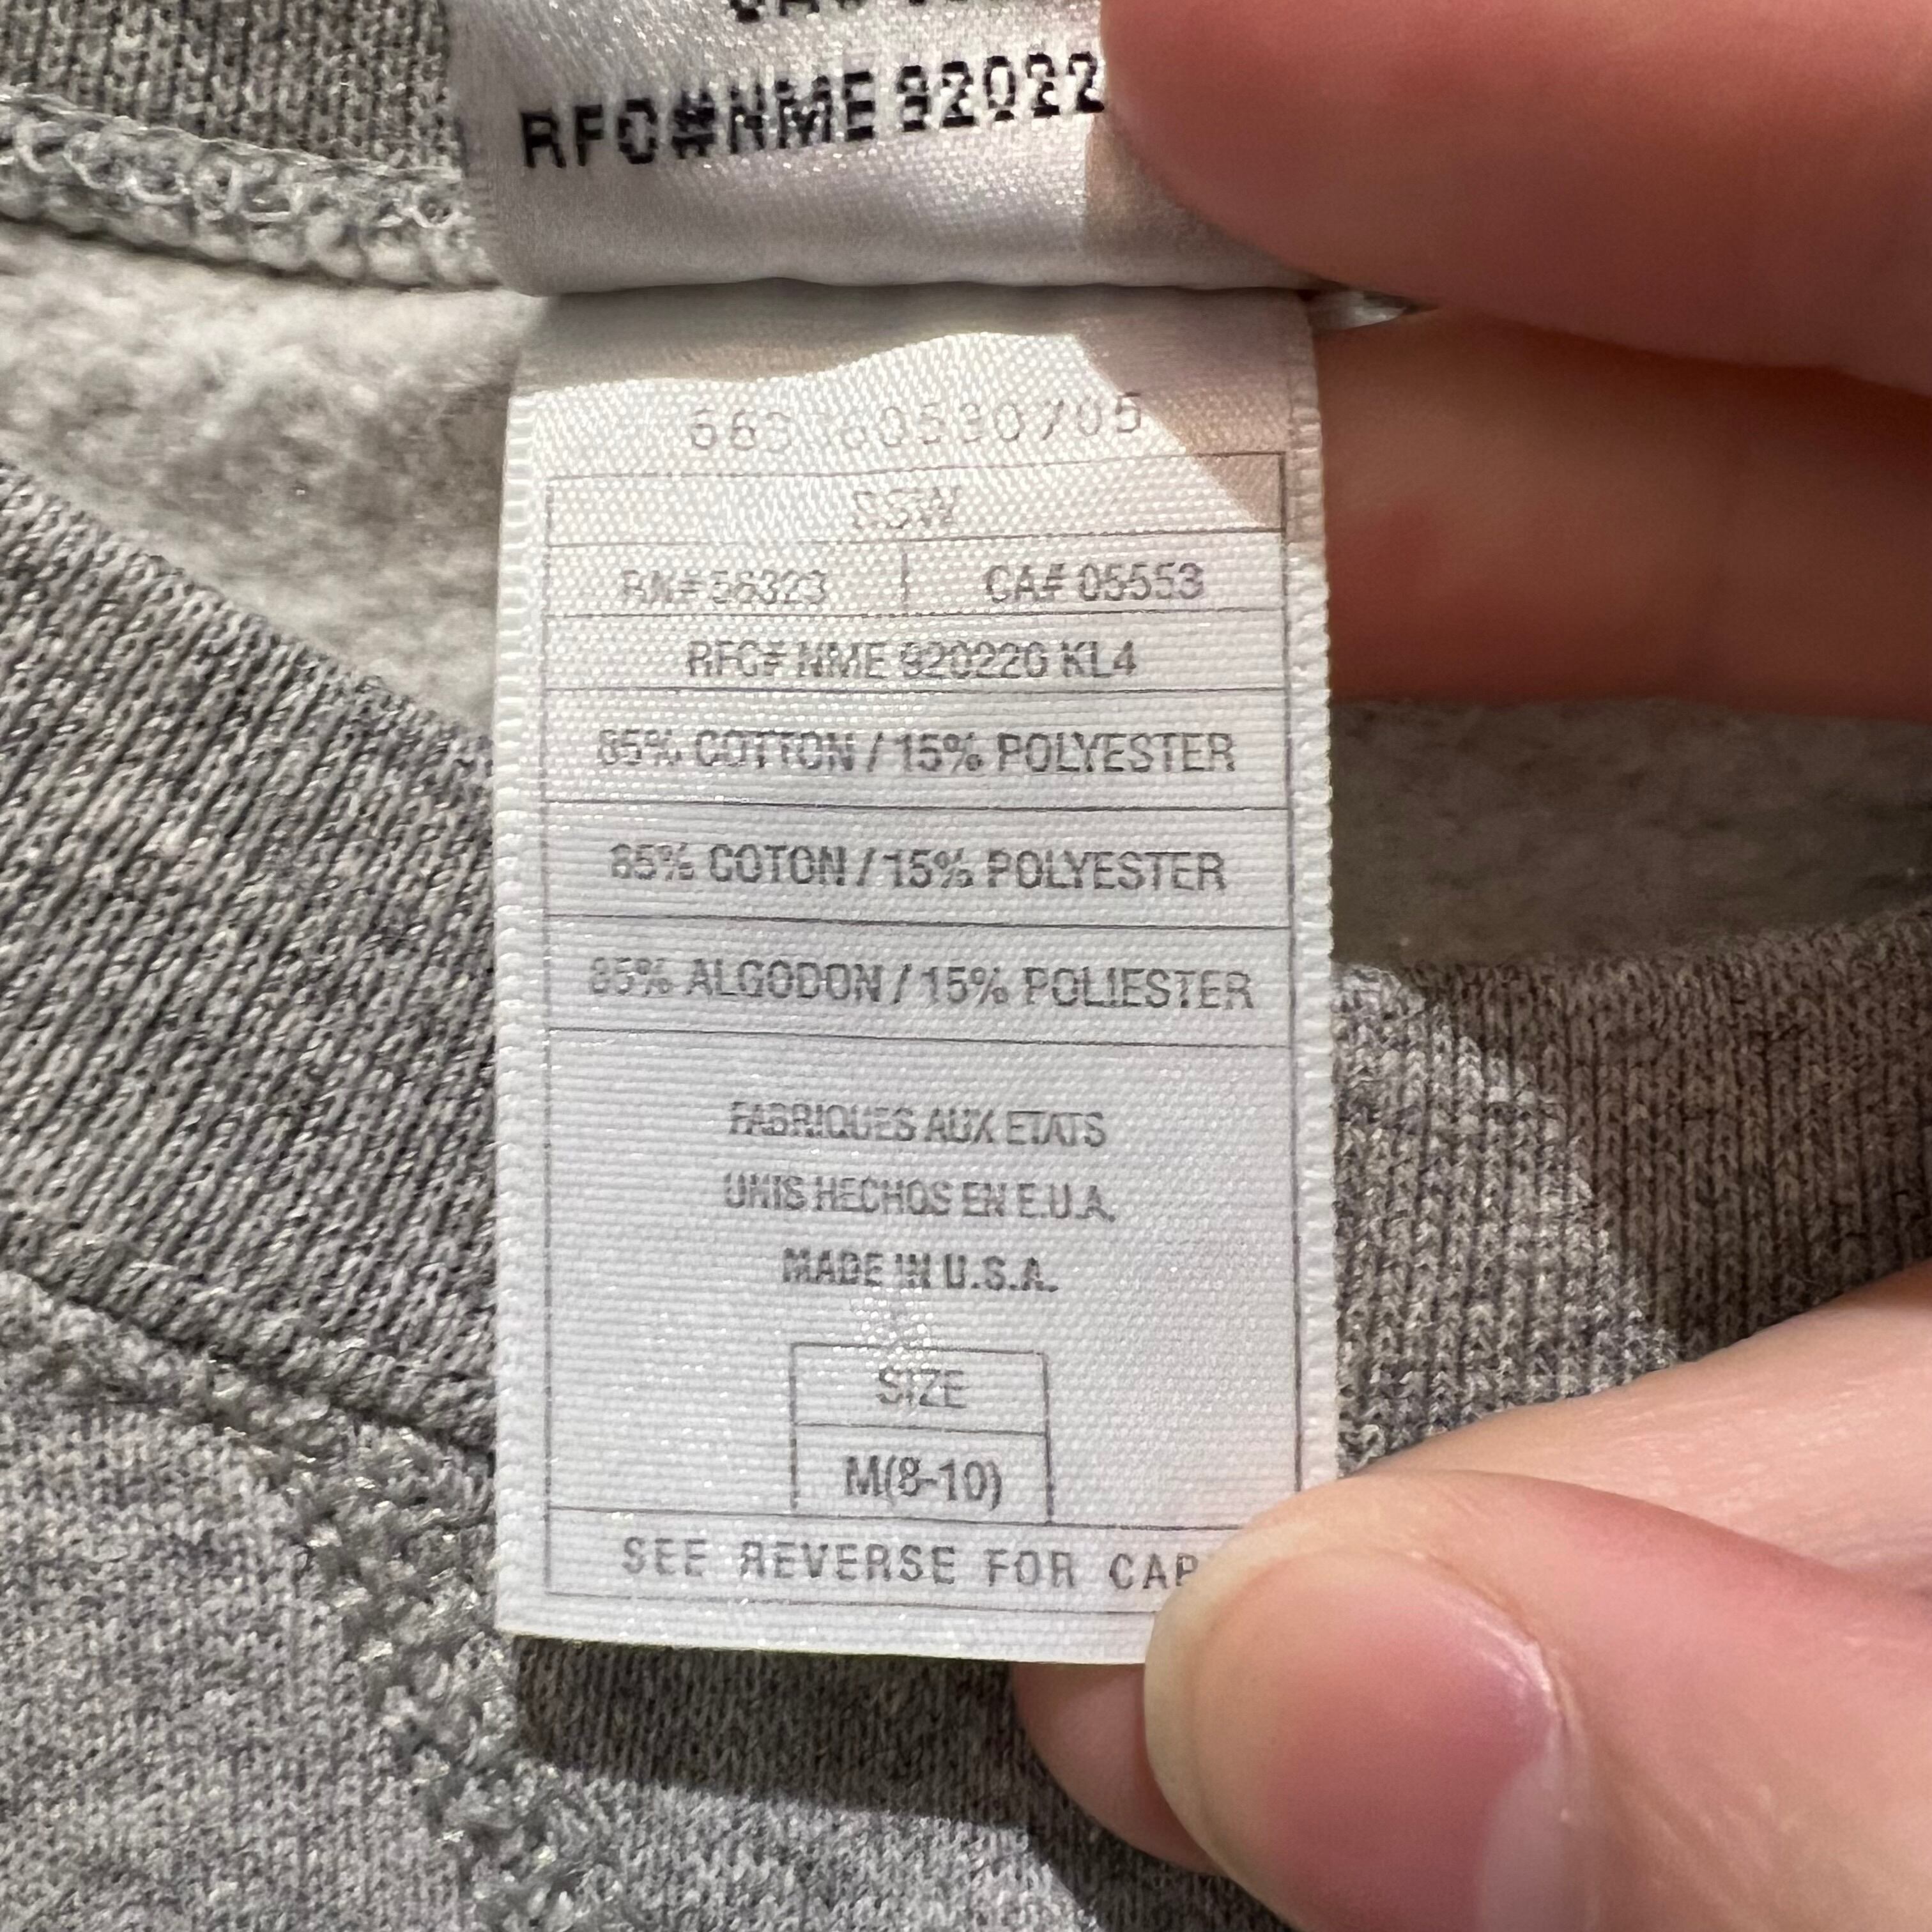 RFC#NME 92022
SSW
RN# 56323 CA# 05553
RFC# NME 920220 KL4
85% COTTON / 15% POLYESTER
85% COTON / 15% POLYESTER
85% ALGODON / 15% POLIESTER
FABRIQUES AUX ETATS
UNIS HECHOS EN E.U.A.
MADE IN U.S.A.
SIZE
M(8-10)
SEE REVERSE FOR